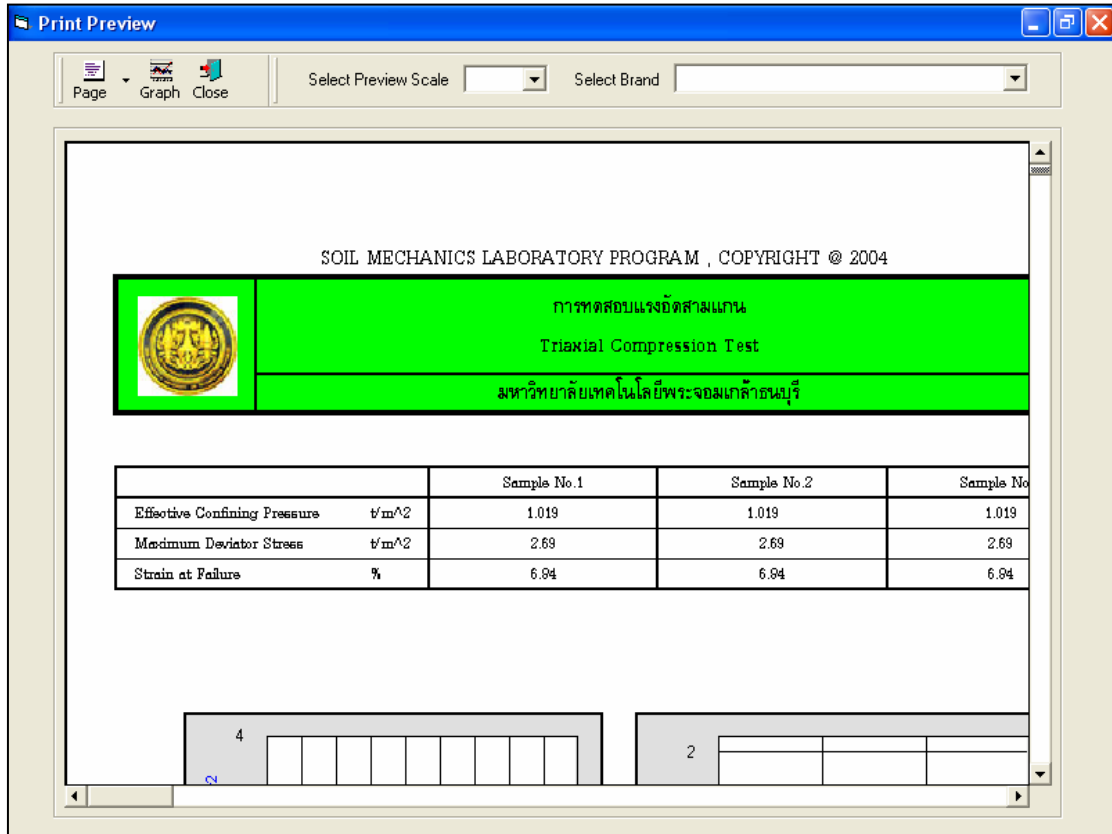 Print Preview
Page Graph Close Select Preview Scale Select Brand
SOIL MECHANICS LABORATORY PROGRAM , COPYRIGHT @ 2004
การทดสอบแรงอัดสามแกน
Triaxial Compression Test
มหาวิทยาลัยเทคโนโลยีพระจอมเกล้าธนบุรี
Sample No.1 Sample No.2 Sample No
Effective Confining Pressure t/m^2 1.019 1.019 1.019
Maximum Deviator Stress t/m^2 2.69 2.69 2.69
Strain at Failure % 6.94 6.94 6.94
4
2
2